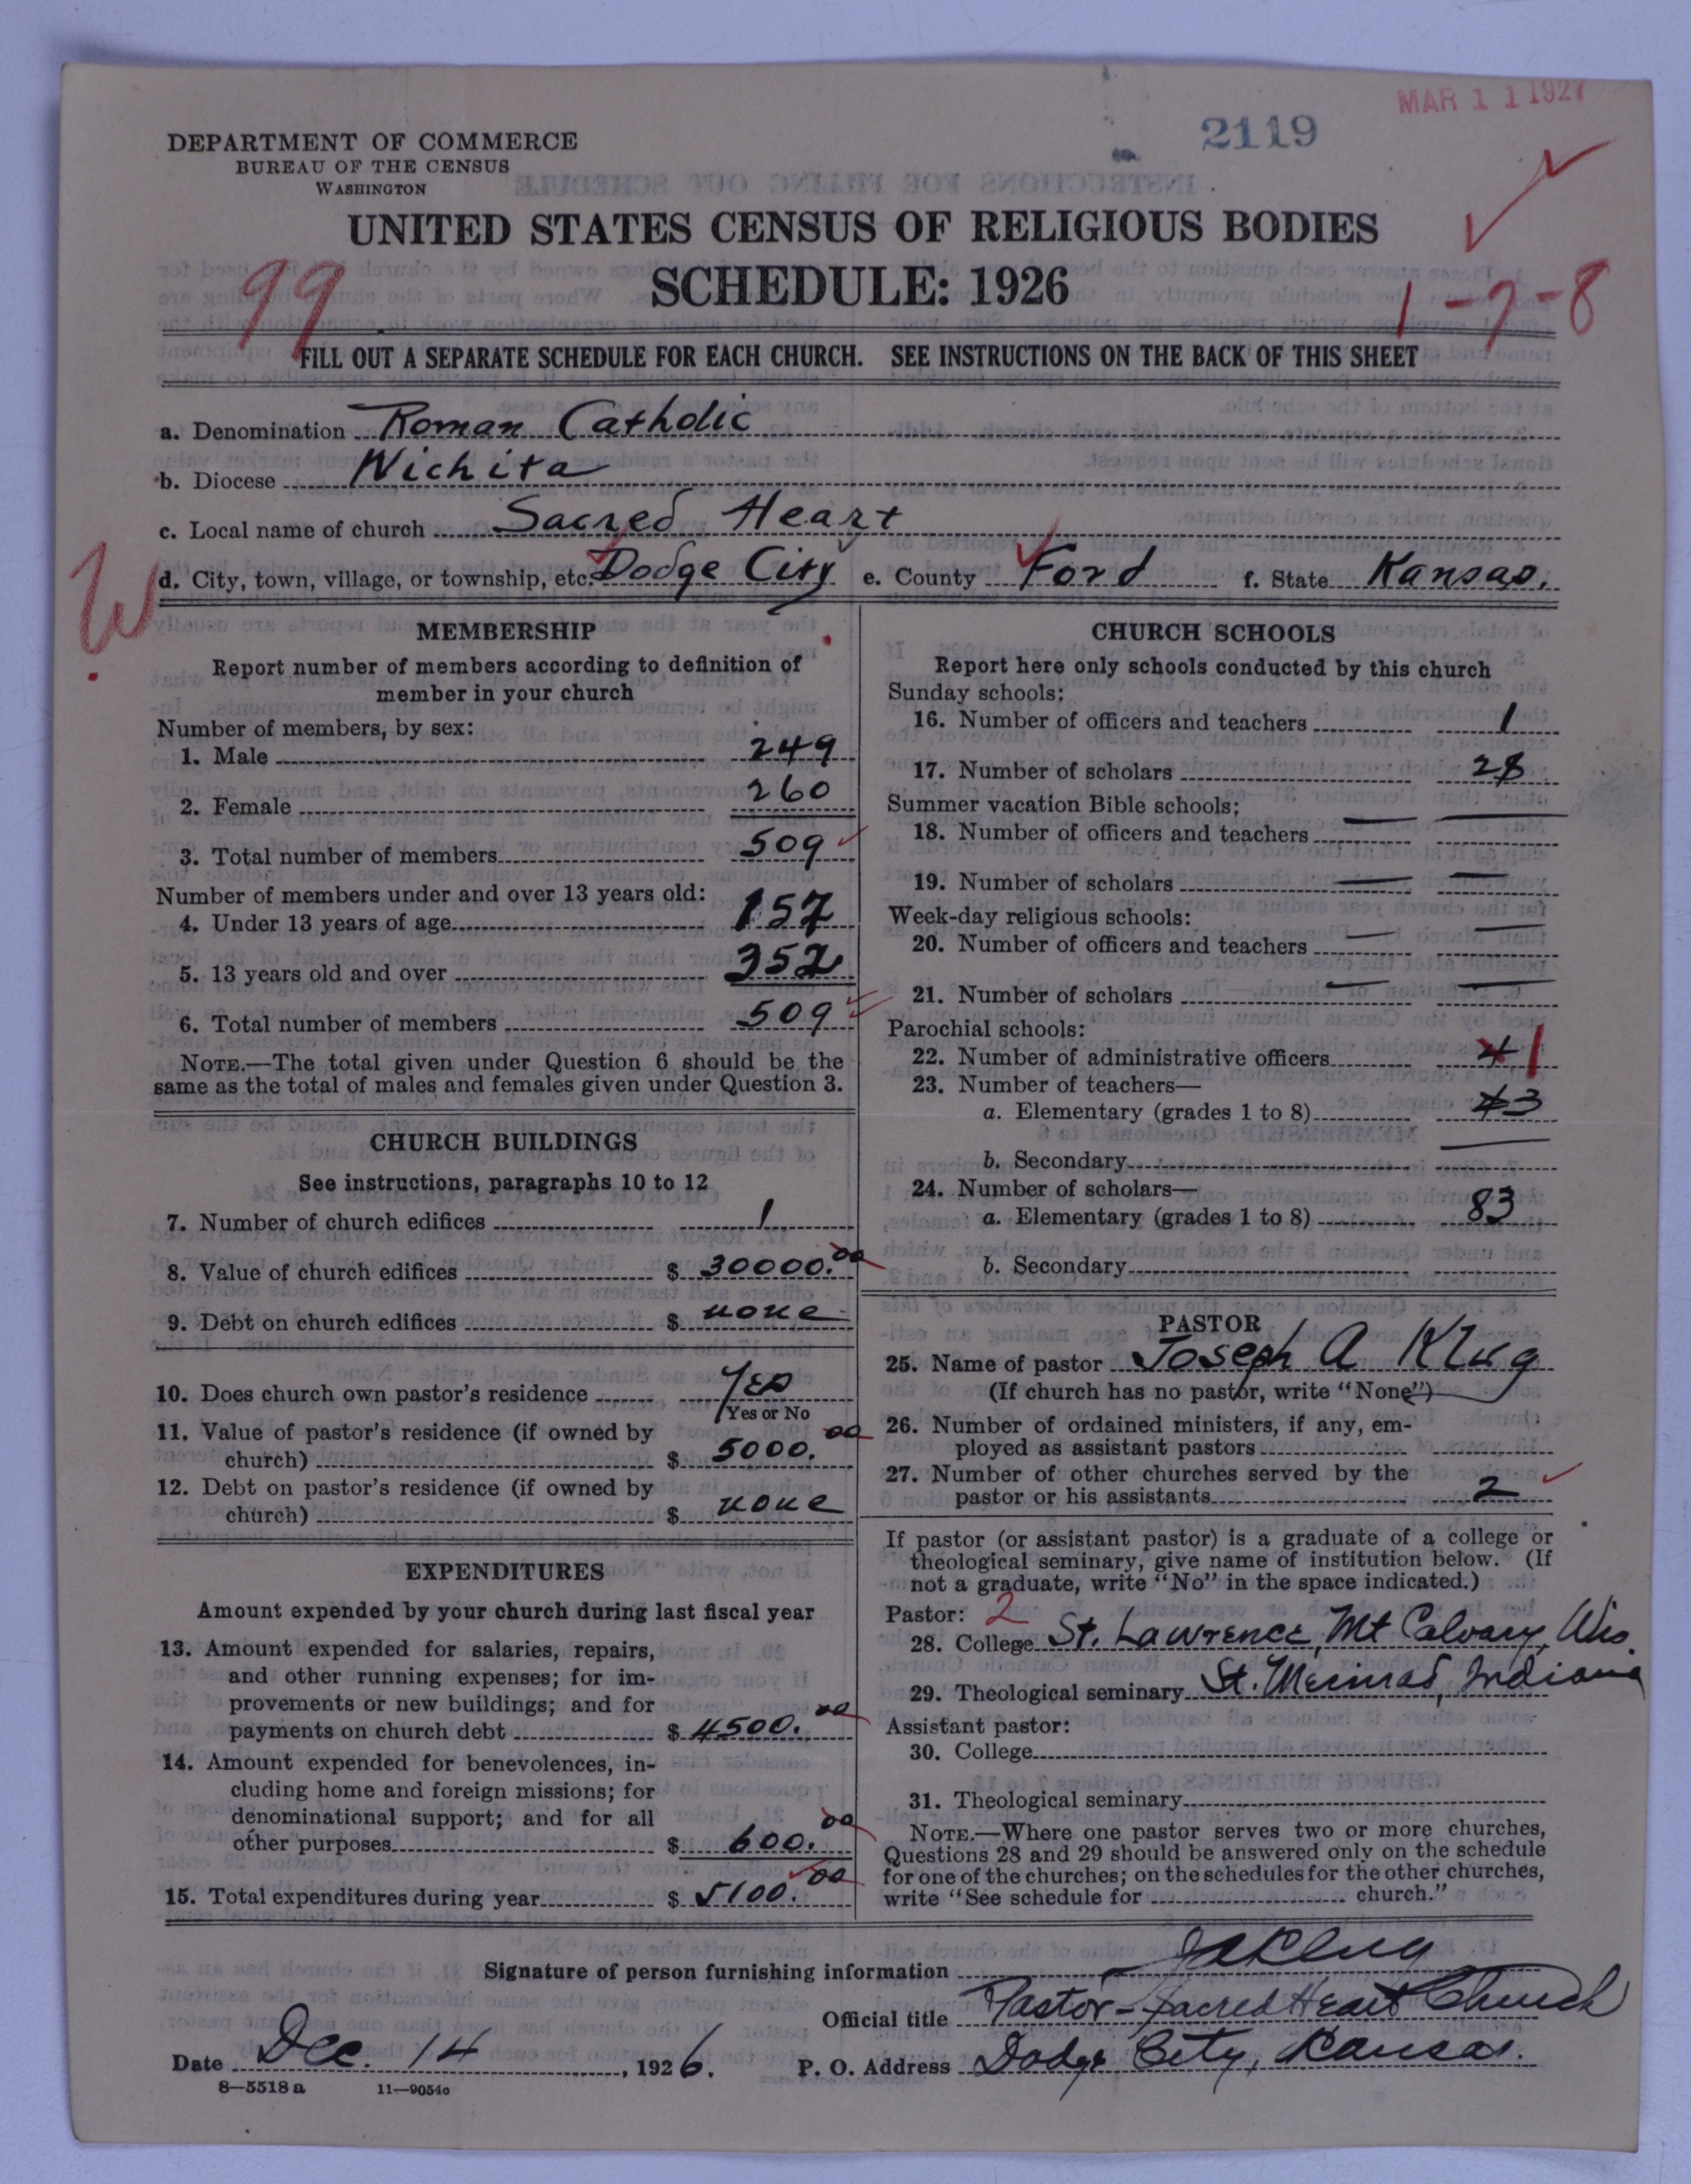 MAR 11 1927
2119
DEPARTMENT OF COMMERCE
BUREAU OF THE CENSUS
WASHINGTON
UNITED STATES CENSUS OF RELIGIOUS BODIES
99
SCHEDULE: 1926
1-7-8
FILL OUT A SEPARATE SCHEDULE FOR EACH CHURCH. SEE INSTRUCTIONS ON THE BACK OF THIS SHEET
a. Denomination Roman Catholic
b. Diocese Wichita
c. Local name of church Sacred Heart
W
d. City, town, village, or township, etc. Dodge City e. County Ford f. State Kansas.
MEMBERSHIP
Report number of members according to definition of
member in your church
Number of members, by sex:
1. Male 249
2. Female 260
3. Total number of members 509
Number of members under and over 13 years old:
4. Under 13 years of age 157
5. 13 years old and over 352
6. Total number of members 509
NOTE.—The total given under Question 6 should be the
same as the total of males and females given under Question 3.
CHURCH BUILDINGS
See instructions, paragraphs 10 to 12
7. Number of church edifices 1
8. Value of church edifices $ 30000.00
9. Debt on church edifices $ none
10. Does church own pastor's residence Yes
Yes or No
11. Value of pastor's residence (if owned by
church) $ 5000.00
12. Debt on pastor's residence (if owned by
church) $ none
EXPENDITURES
Amount expended by your church during last fiscal year
13. Amount expended for salaries, repairs,
and other running expenses; for im-
provements or new buildings; and for
payments on church debt $ 4500.00
14. Amount expended for benevolences, in-
cluding home and foreign missions; for
denominational support; and for all
other purposes $ 600.00
15. Total expenditures during year $ 5100.00
CHURCH SCHOOLS
Report here only schools conducted by this church
Sunday schools:
16. Number of officers and teachers 1
17. Number of scholars 28
Summer vacation Bible schools:
18. Number of officers and teachers —
19. Number of scholars —
Week-day religious schools:
20. Number of officers and teachers —
21. Number of scholars —
Parochial schools:
22. Number of administrative officers 4 1
23. Number of teachers—
a. Elementary (grades 1 to 8) 3
b. Secondary —
24. Number of scholars—
a. Elementary (grades 1 to 8) 83
b. Secondary
PASTOR
25. Name of pastor Joseph A Klug
(If church has no pastor, write "None")
26. Number of ordained ministers, if any, em-
ployed as assistant pastors
27. Number of other churches served by the
pastor or his assistants 2
If pastor (or assistant pastor) is a graduate of a college or
theological seminary, give name of institution below. (If
not a graduate, write "No" in the space indicated.)
Pastor: 2
28. College St. Lawrence, Mt Calvary, Wis.
29. Theological seminary St. Meinrad, Indiana
Assistant pastor:
30. College
31. Theological seminary
NOTE.—Where one pastor serves two or more churches,
Questions 28 and 29 should be answered only on the schedule
for one of the churches; on the schedules for the other churches,
write "See schedule for church."
Signature of person furnishing information JA Klug
Official title Pastor - Sacred Heart Church
Date Dec. 14, 1926. P. O. Address Dodge City, Kansas.
8—5518 a 11—9054c